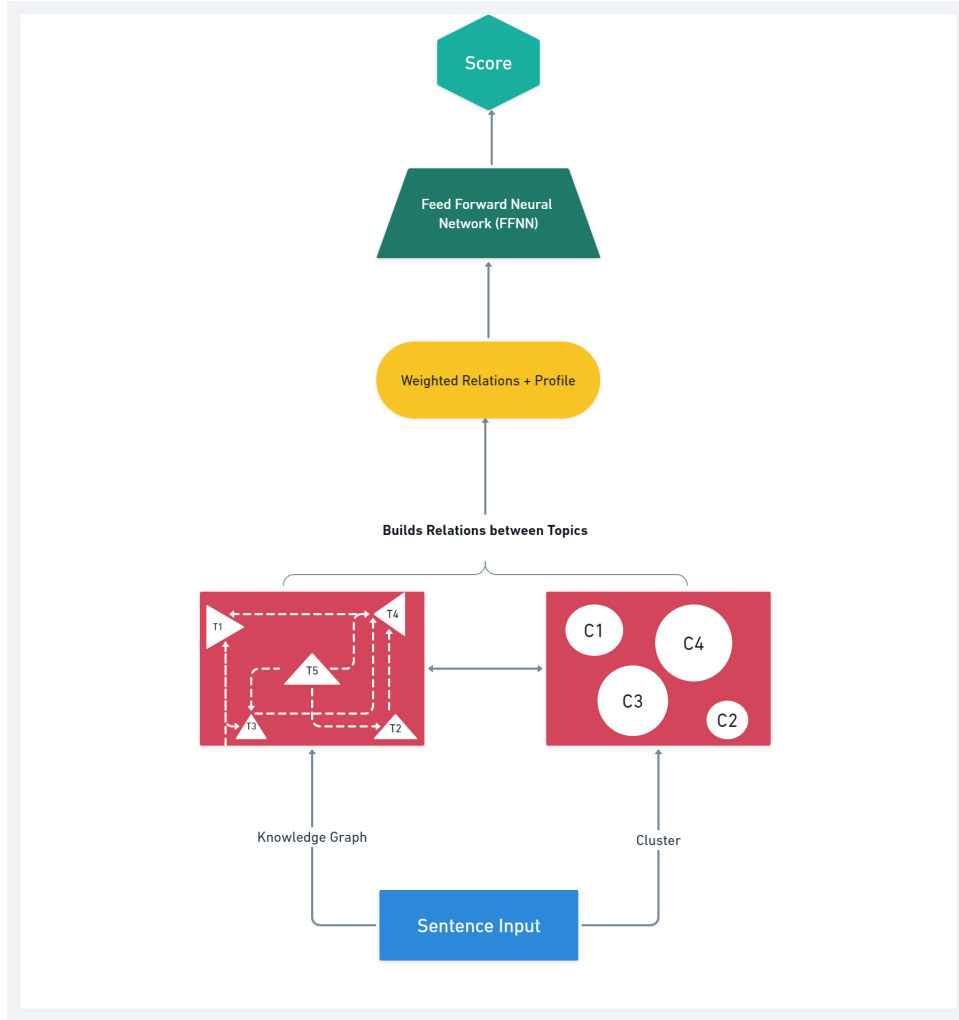 Score
Feed Forward Neural
Network (FFNN)
Weighted Relations + Profile
Builds Relations between Topics
T1
T4
T5
T3
T2
C1
C4
C3
C2
Knowledge Graph
Cluster
Sentence Input